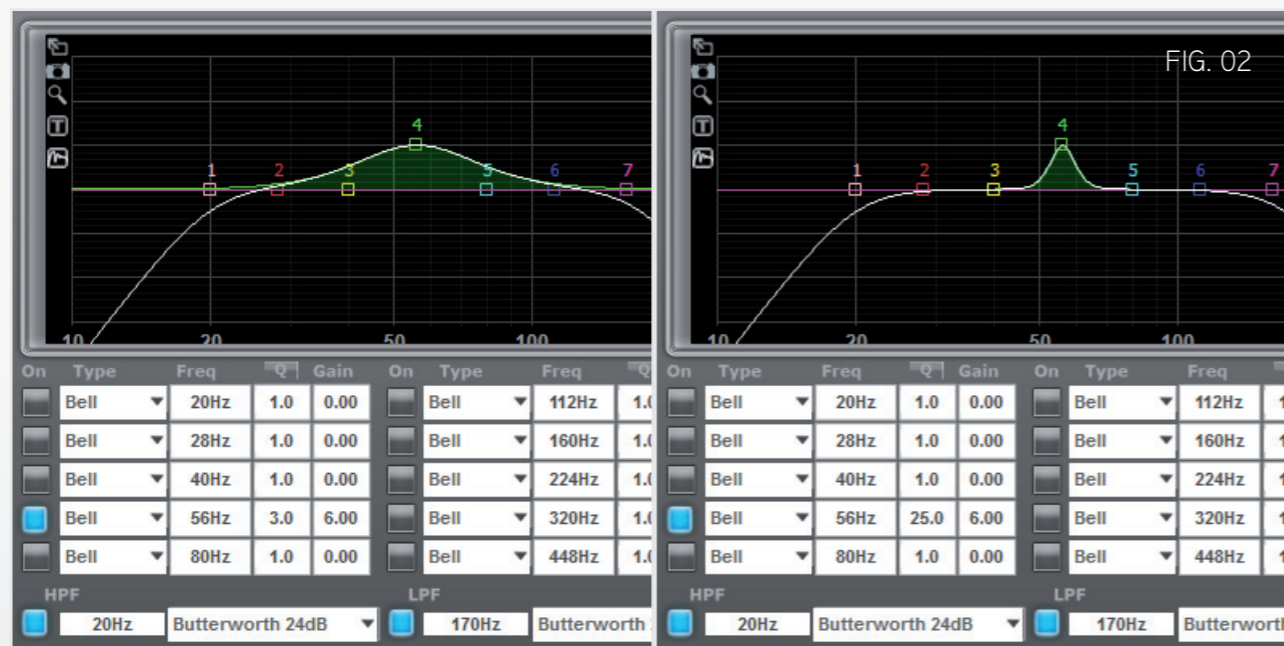 FIG. 02
T
4
1 2 3 5 6 7
10 20 50 100
On Type Freq Q Gain On Type Freq Q
Bell 20Hz 1.0 0.00 Bell 112Hz
Bell 28Hz 1.0 0.00 Bell 160Hz
Bell 40Hz 1.0 0.00 Bell 224Hz
Bell 56Hz 3.0 6.00 Bell 320Hz
Bell 80Hz 1.0 0.00 Bell 448Hz
HPF LPF
20Hz Butterworth 24dB 170Hz Butterworth
T
4
1 2 3 5 6 7
10 20 50 100
On Type Freq Q Gain On Type Freq
Bell 20Hz 1.0 0.00 Bell 112Hz
Bell 28Hz 1.0 0.00 Bell 160Hz
Bell 40Hz 1.0 0.00 Bell 224Hz
Bell 56Hz 25.0 6.00 Bell 320Hz
Bell 80Hz 1.0 0.00 Bell 448Hz
HPF LPF
20Hz Butterworth 24dB 170Hz Butterworth